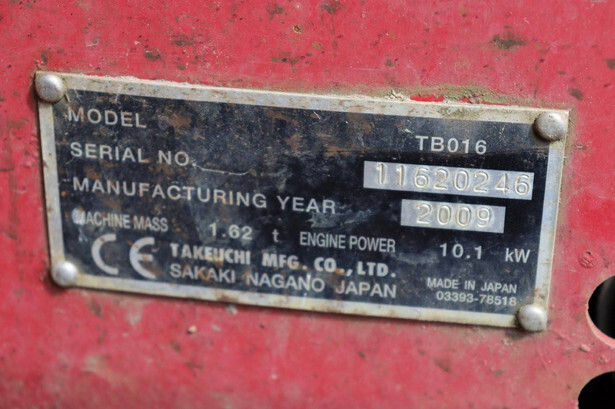 MODEL TB016
SERIAL NO. 11620246
MANUFACTURING YEAR 2009
MACHINE MASS 1.62 t ENGINE POWER 10.1 kW
CE TAKEUCHI MFG. CO., LTD.
SAKAKI NAGANO JAPAN
MADE IN JAPAN
03393-78518